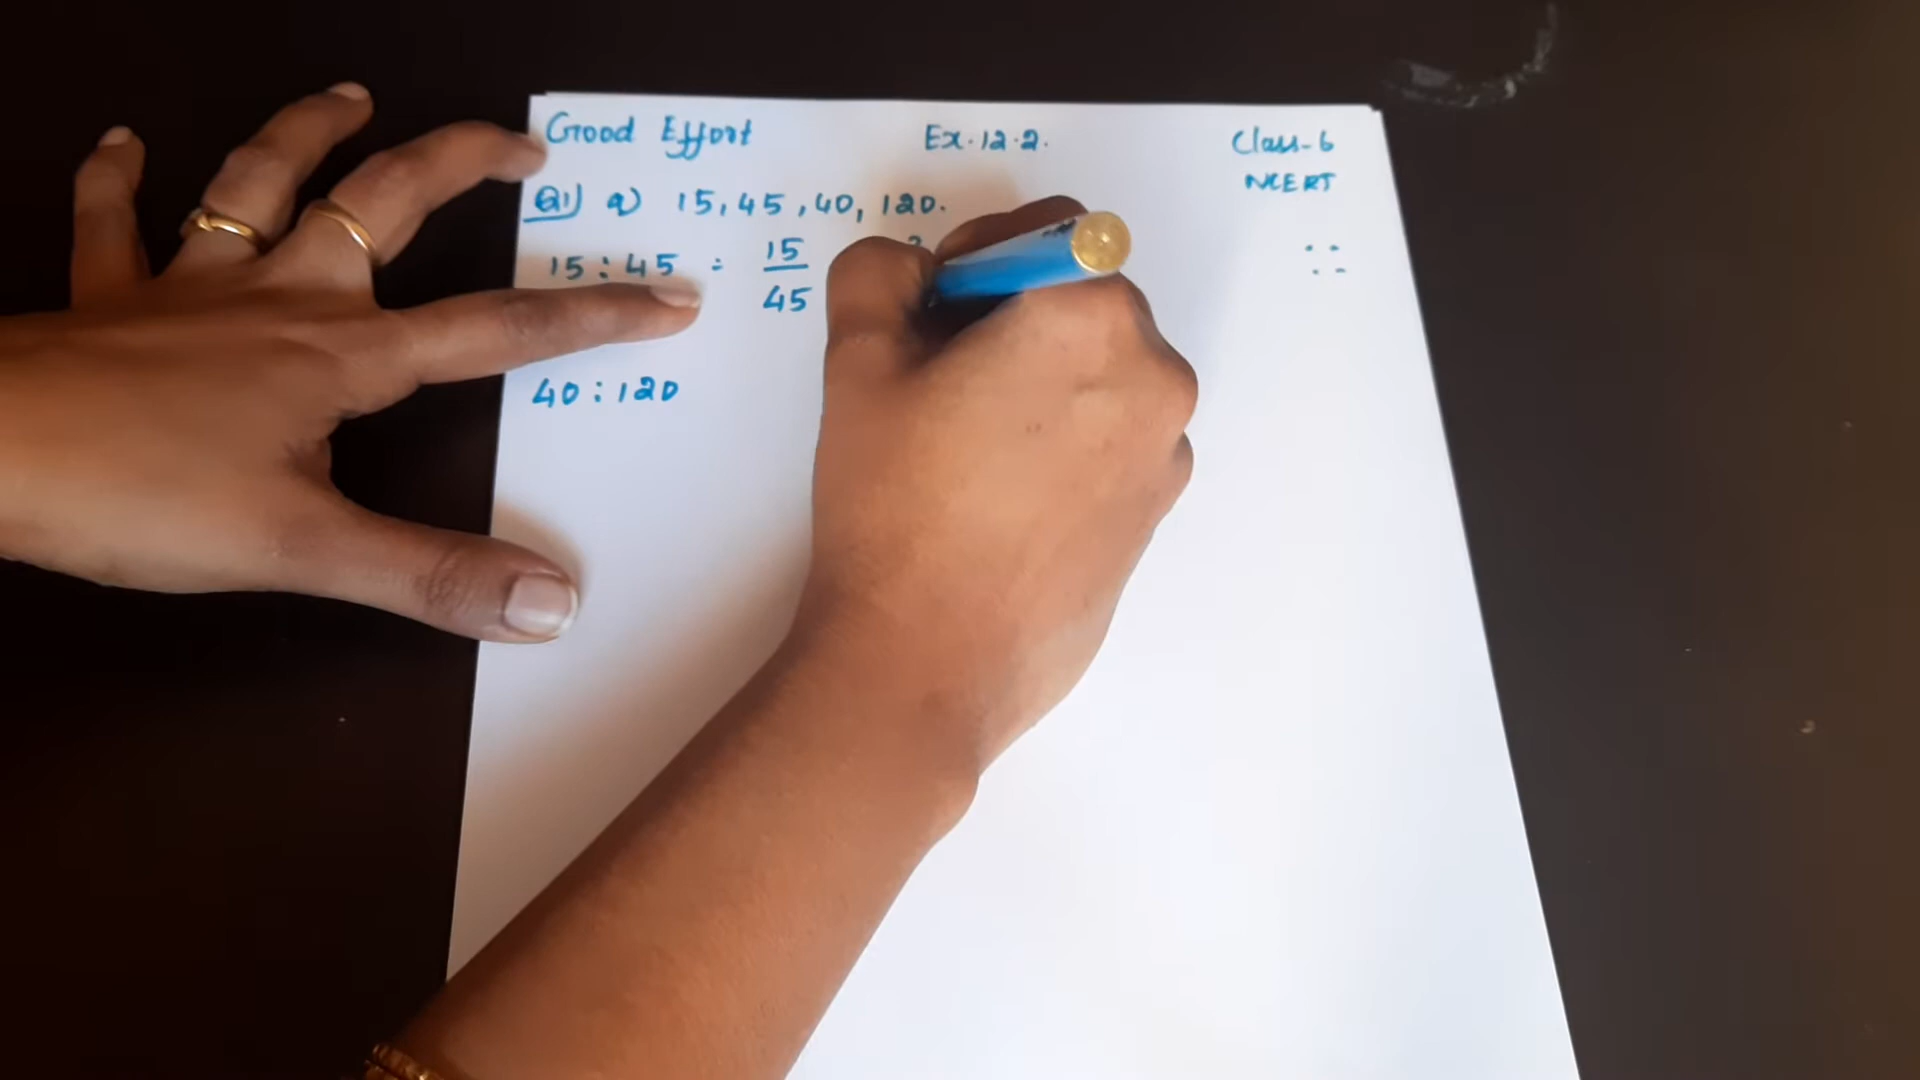 Good Effort Ex.12.2. Class-6
NCERT
Q1) a) 15, 45, 40, 120.
15 : 45 = 15
45
40 : 120